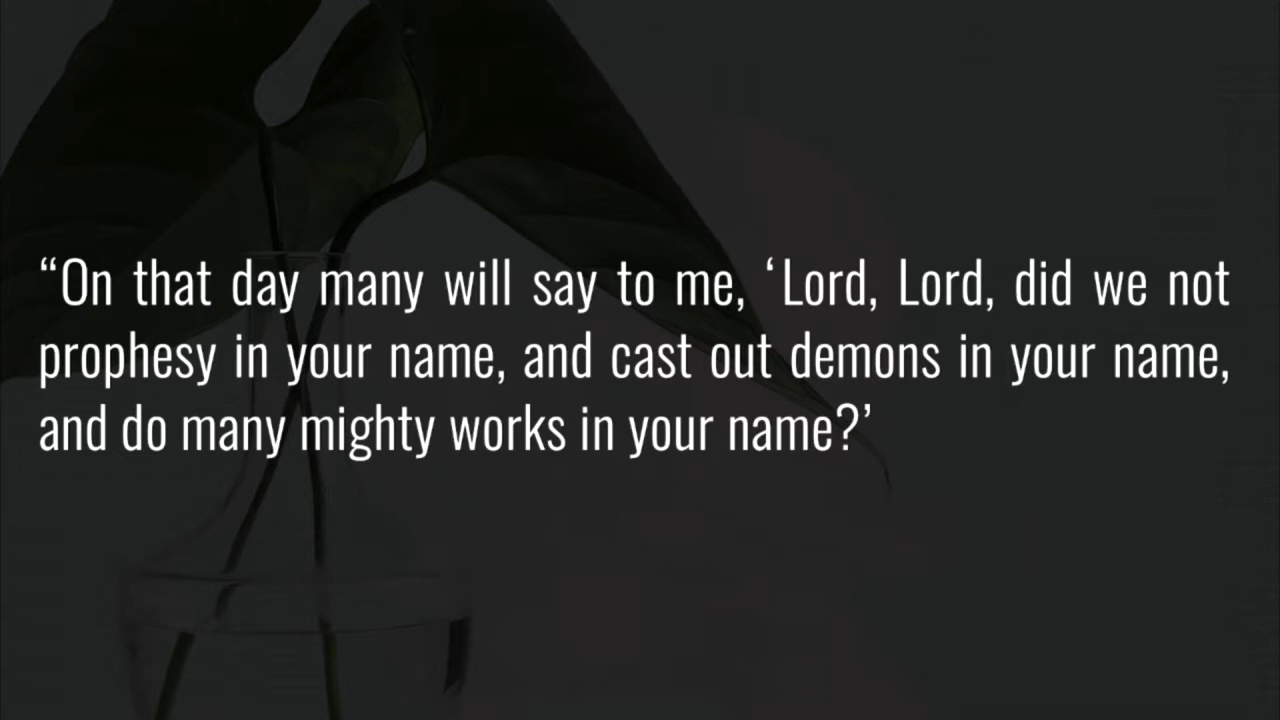 “On that day many will say to me, ‘Lord, Lord, did we not
prophesy in your name, and cast out demons in your name,
and do many mighty works in your name?’